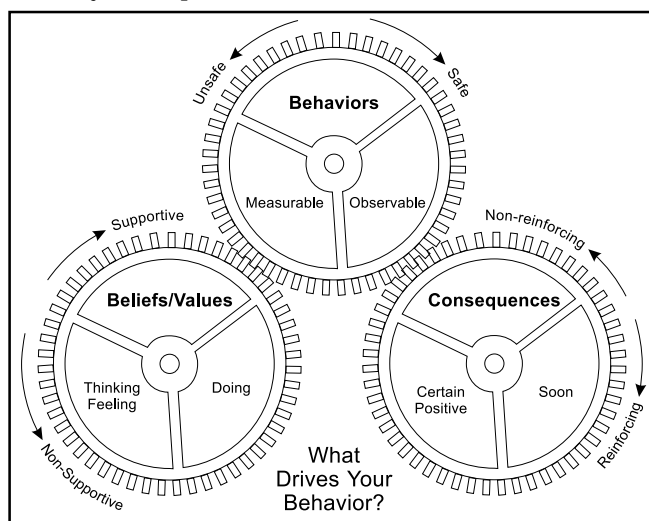 Unsafe
Safe
Behaviors
Measurable
Observable
Supportive
Non-reinforcing
Beliefs/Values
Consequences
Thinking
Feeling
Doing
Certain
Positive
Soon
Non-Supportive
Reinforcing
What
Drives Your
Behavior?